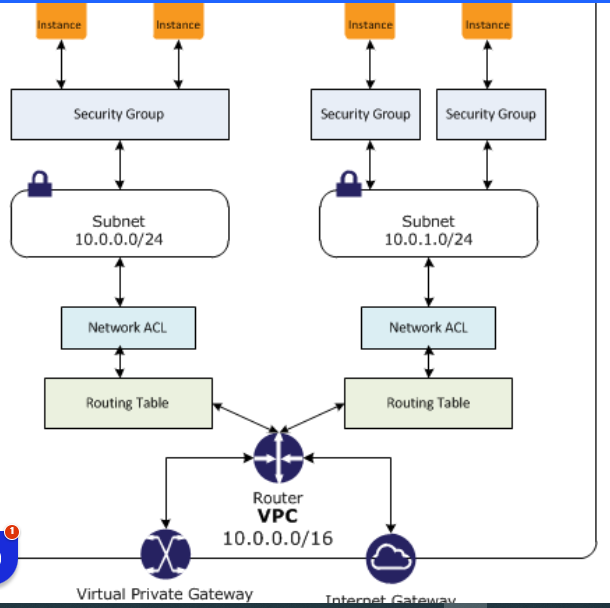 Instance
Instance
Instance
Instance
Security Group
Security Group
Security Group
Subnet
10.0.0.0/24
Subnet
10.0.1.0/24
Network ACL
Network ACL
Routing Table
Routing Table
Router
VPC
10.0.0.0/16
1
Virtual Private Gateway
Internet Gateway